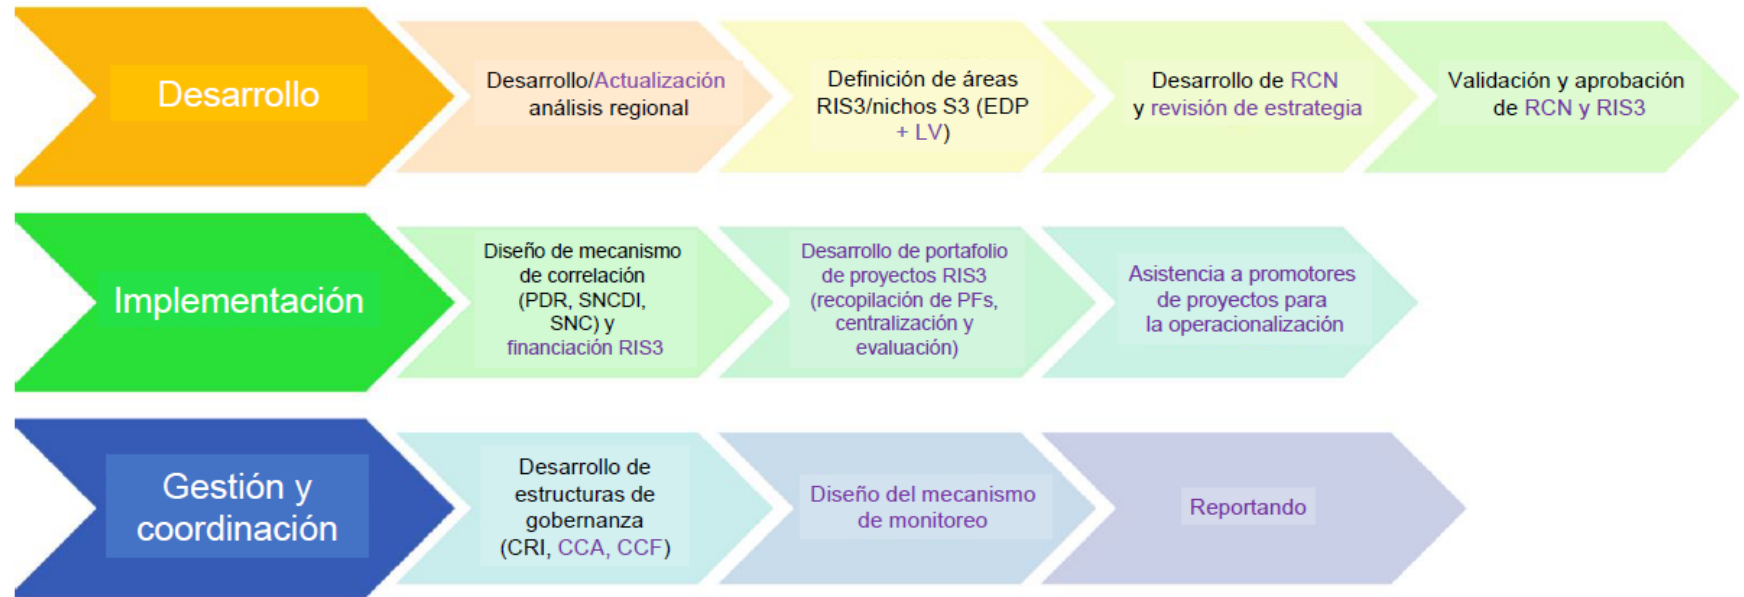 Desarrollo
Desarrollo/Actualización
análisis regional
Definición de áreas
RIS3/nichos S3 (EDP
+ LV)
Desarrollo de RCN
y revisión de estrategia
Validación y aprobación
de RCN y RIS3
Implementación
Diseño de mecanismo
de correlación
(PDR, SNCDI,
SNC) y
financiación RIS3
Desarrollo de portafolio
de proyectos RIS3
(recopilación de PFs,
centralización y
evaluación)
Asistencia a promotores
de proyectos para
la operacionalización
Gestión y
coordinación
Desarrollo de
estructuras de
gobernanza
(CRI, CCA, CCF)
Diseño del mecanismo
de monitoreo
Reportando